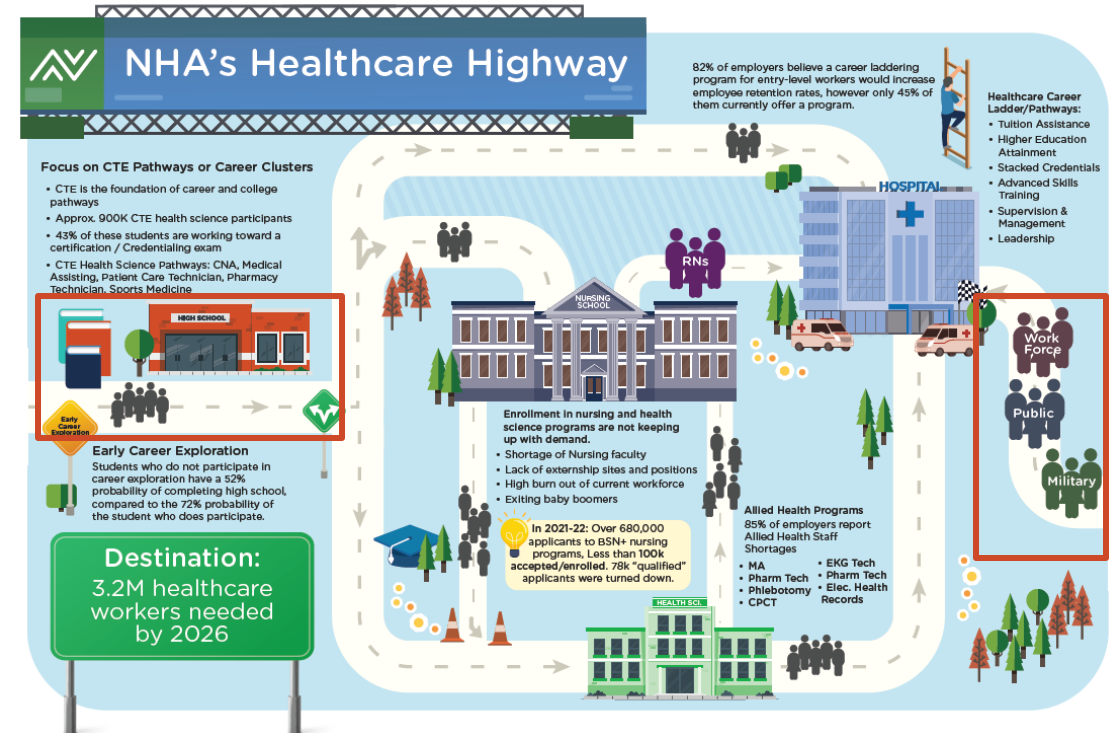 NHA's Healthcare Highway
82% of employers believe a career laddering
program for entry-level workers would increase
employee retention rates, however only 45% of
them currently offer a program.
Healthcare Career
Ladder/Pathways:
• Tuition Assistance
• Higher Education
Attainment
• Stacked Credentials
• Advanced Skills
Training
• Supervision &
Management
• Leadership
Focus on CTE Pathways or Career Clusters
• CTE is the foundation of career and college
pathways
• Approx. 900K CTE health science participants
• 43% of these students are working toward a
certification / Credentialing exam
• CTE Health Science Pathways: CNA, Medical
Assisting, Patient Care Technician, Pharmacy
Technician, Sports Medicine
HOSPITAL
RNs
NURSING
SCHOOL
HIGH SCHOOL
Work
Force
Public
Military
Early
Career
Exploration
Early Career Exploration
Students who do not participate in
career exploration have a 52%
probability of completing high school,
compared to the 72% probability of
the student who does participate.
Enrollment in nursing and health
science programs are not keeping
up with demand.
• Shortage of Nursing faculty
• Lack of externship sites and positions
• High burn out of current workforce
• Exiting baby boomers
In 2021-22: Over 680,000
applicants to BSN+ nursing
programs, Less than 100k
accepted/enrolled. 78k "qualified"
applicants were turned down.
Allied Health Programs
85% of employers report
Allied Health Staff
Shortages
• MA
• Pharm Tech
• Phlebotomy
• CPCT
• EKG Tech
• Pharm Tech
• Elec. Health
Records
HEALTH SCI.
Destination:
3.2M healthcare
workers needed
by 2026